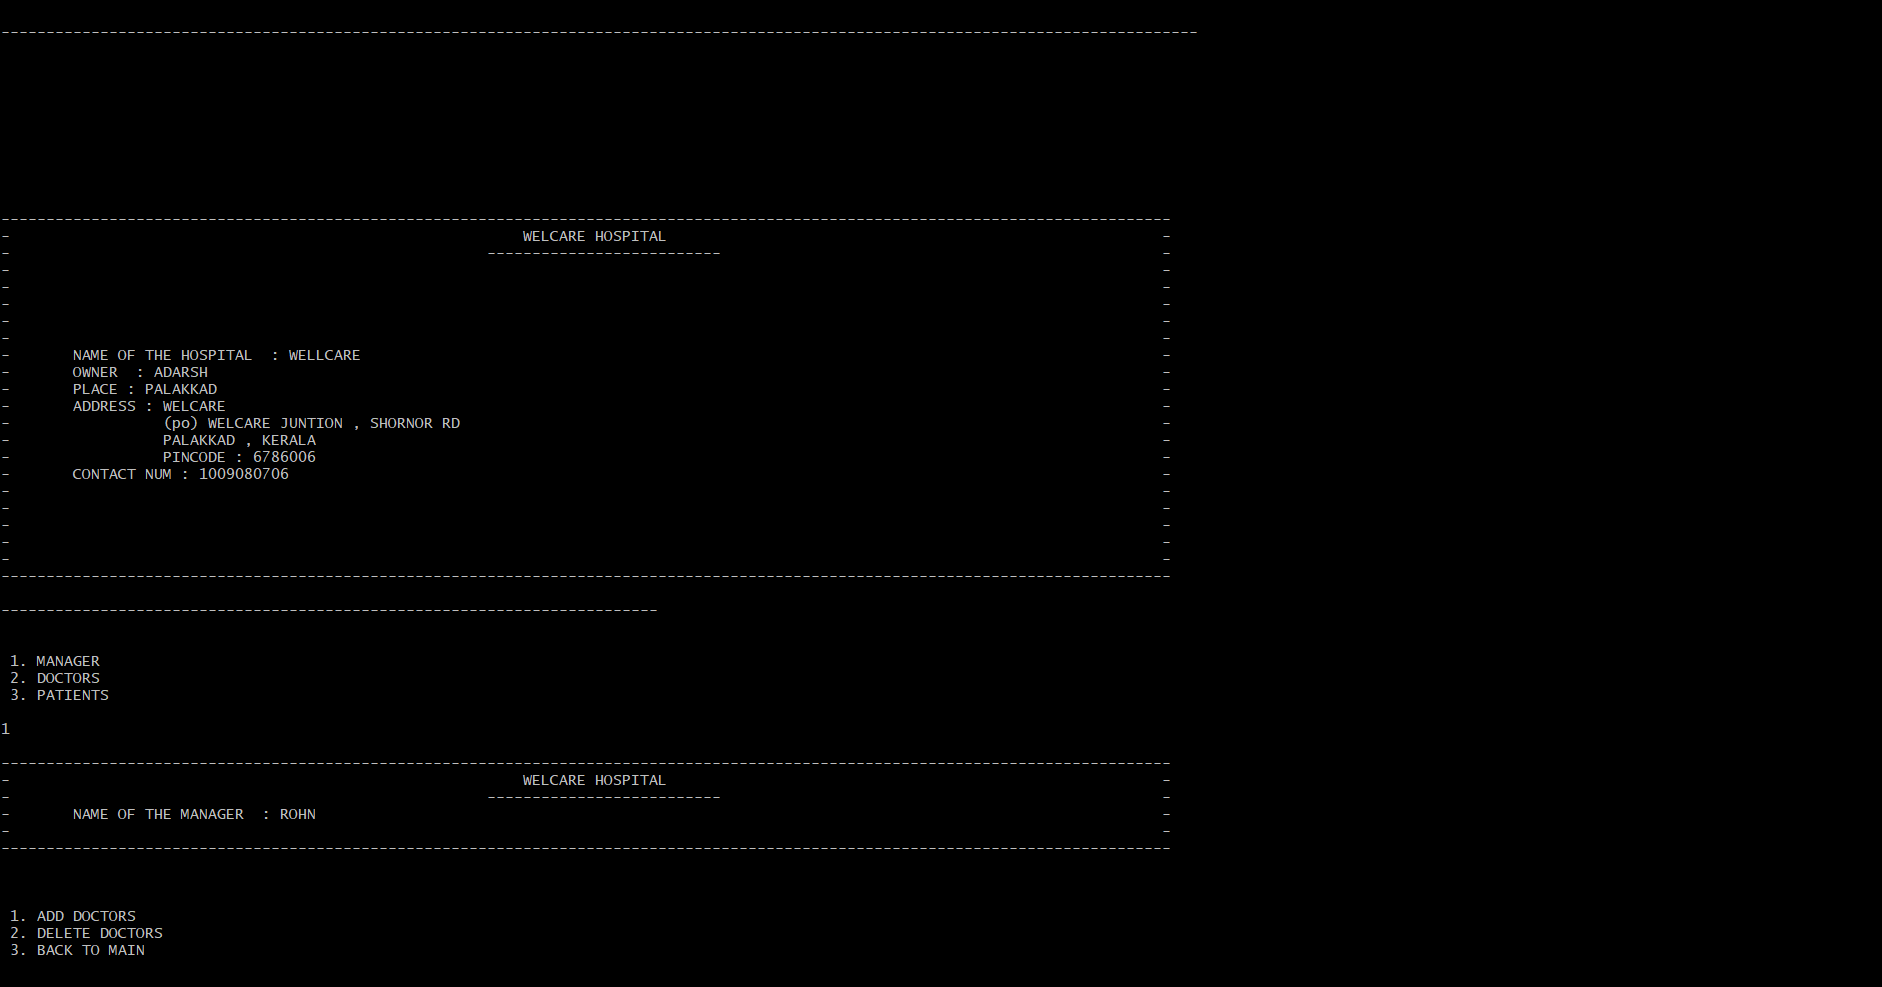 -------------------------------------------------------------------------------------------------------------------------------------
----------------------------------------------------------------------------------------------------------------------------------
- WELCARE HOSPITAL -
- -------------------------- -
- -
- -
- -
- -
- -
- NAME OF THE HOSPITAL  : WELLCARE -
- OWNER  : ADARSH -
- PLACE : PALAKKAD -
- ADDRESS : WELCARE -
- (po) WELCARE JUNTION , SHORNOR RD -
- PALAKKAD , KERALA -
- PINCODE : 6786006 -
- CONTACT NUM : 1009080706 -
- -
- -
- -
- -
- -
----------------------------------------------------------------------------------------------------------------------------------
-------------------------------------------------------------------------
1. MANAGER
2. DOCTORS
3. PATIENTS
1
----------------------------------------------------------------------------------------------------------------------------------
- WELCARE HOSPITAL -
- -------------------------- -
- NAME OF THE MANAGER  : ROHN -
- -
----------------------------------------------------------------------------------------------------------------------------------
1. ADD DOCTORS
2. DELETE DOCTORS
3. BACK TO MAIN